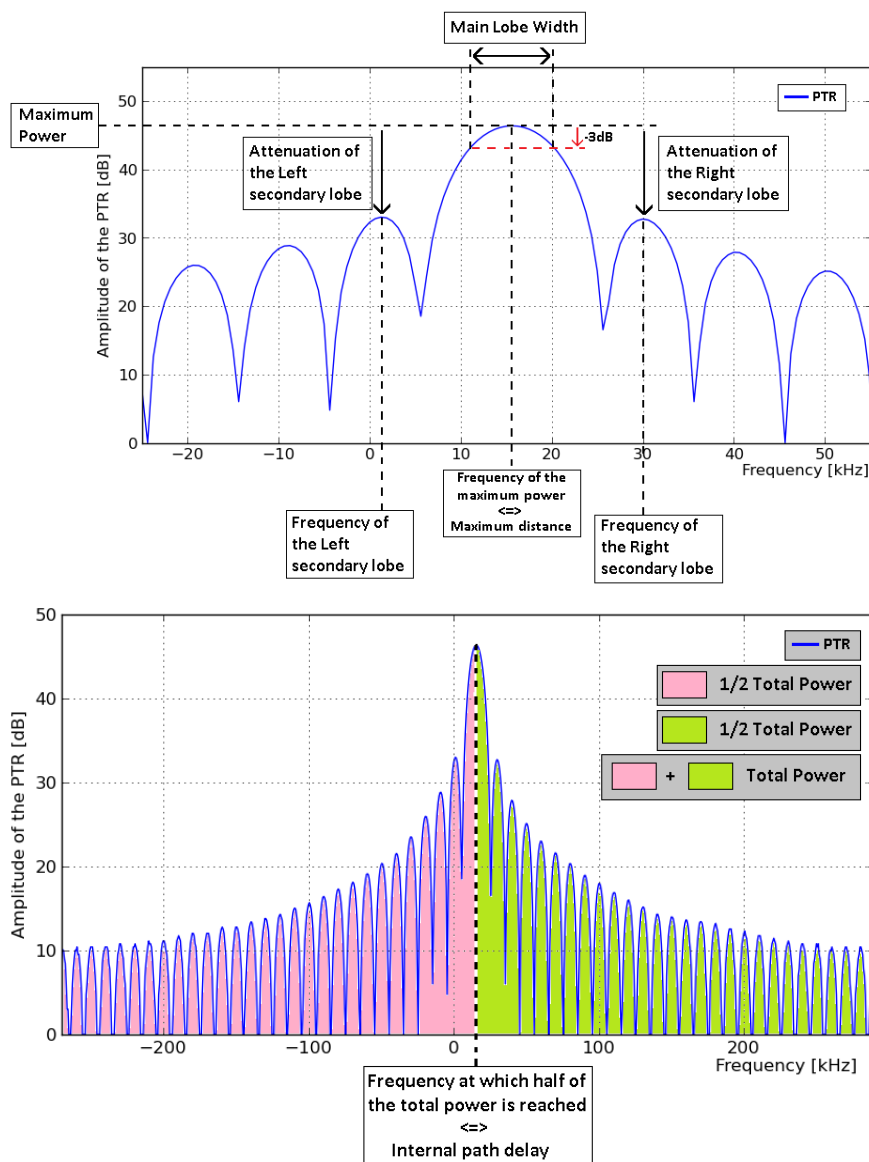 Main Lobe Width
50
PTR
Maximum
Power
-3dB
Attenuation of
the Left
secondary lobe
Attenuation of
the Right
secondary lobe
40
30
20
10
0
Amplitude of the PTR [dB]
−20
−10
0
10
20
30
40
50
Frequency [kHz]
Frequency of the
maximum power
<=>
Maximum distance
Frequency of
the Left
secondary lobe
Frequency of
the Right
secondary lobe
50
PTR
1/2 Total Power
1/2 Total Power
+
Total Power
40
30
20
10
0
Amplitude of the PTR [dB]
−200
−100
0
100
200
Frequency [kHz]
Frequency at which half of
the total power is reached
<=>
Internal path delay